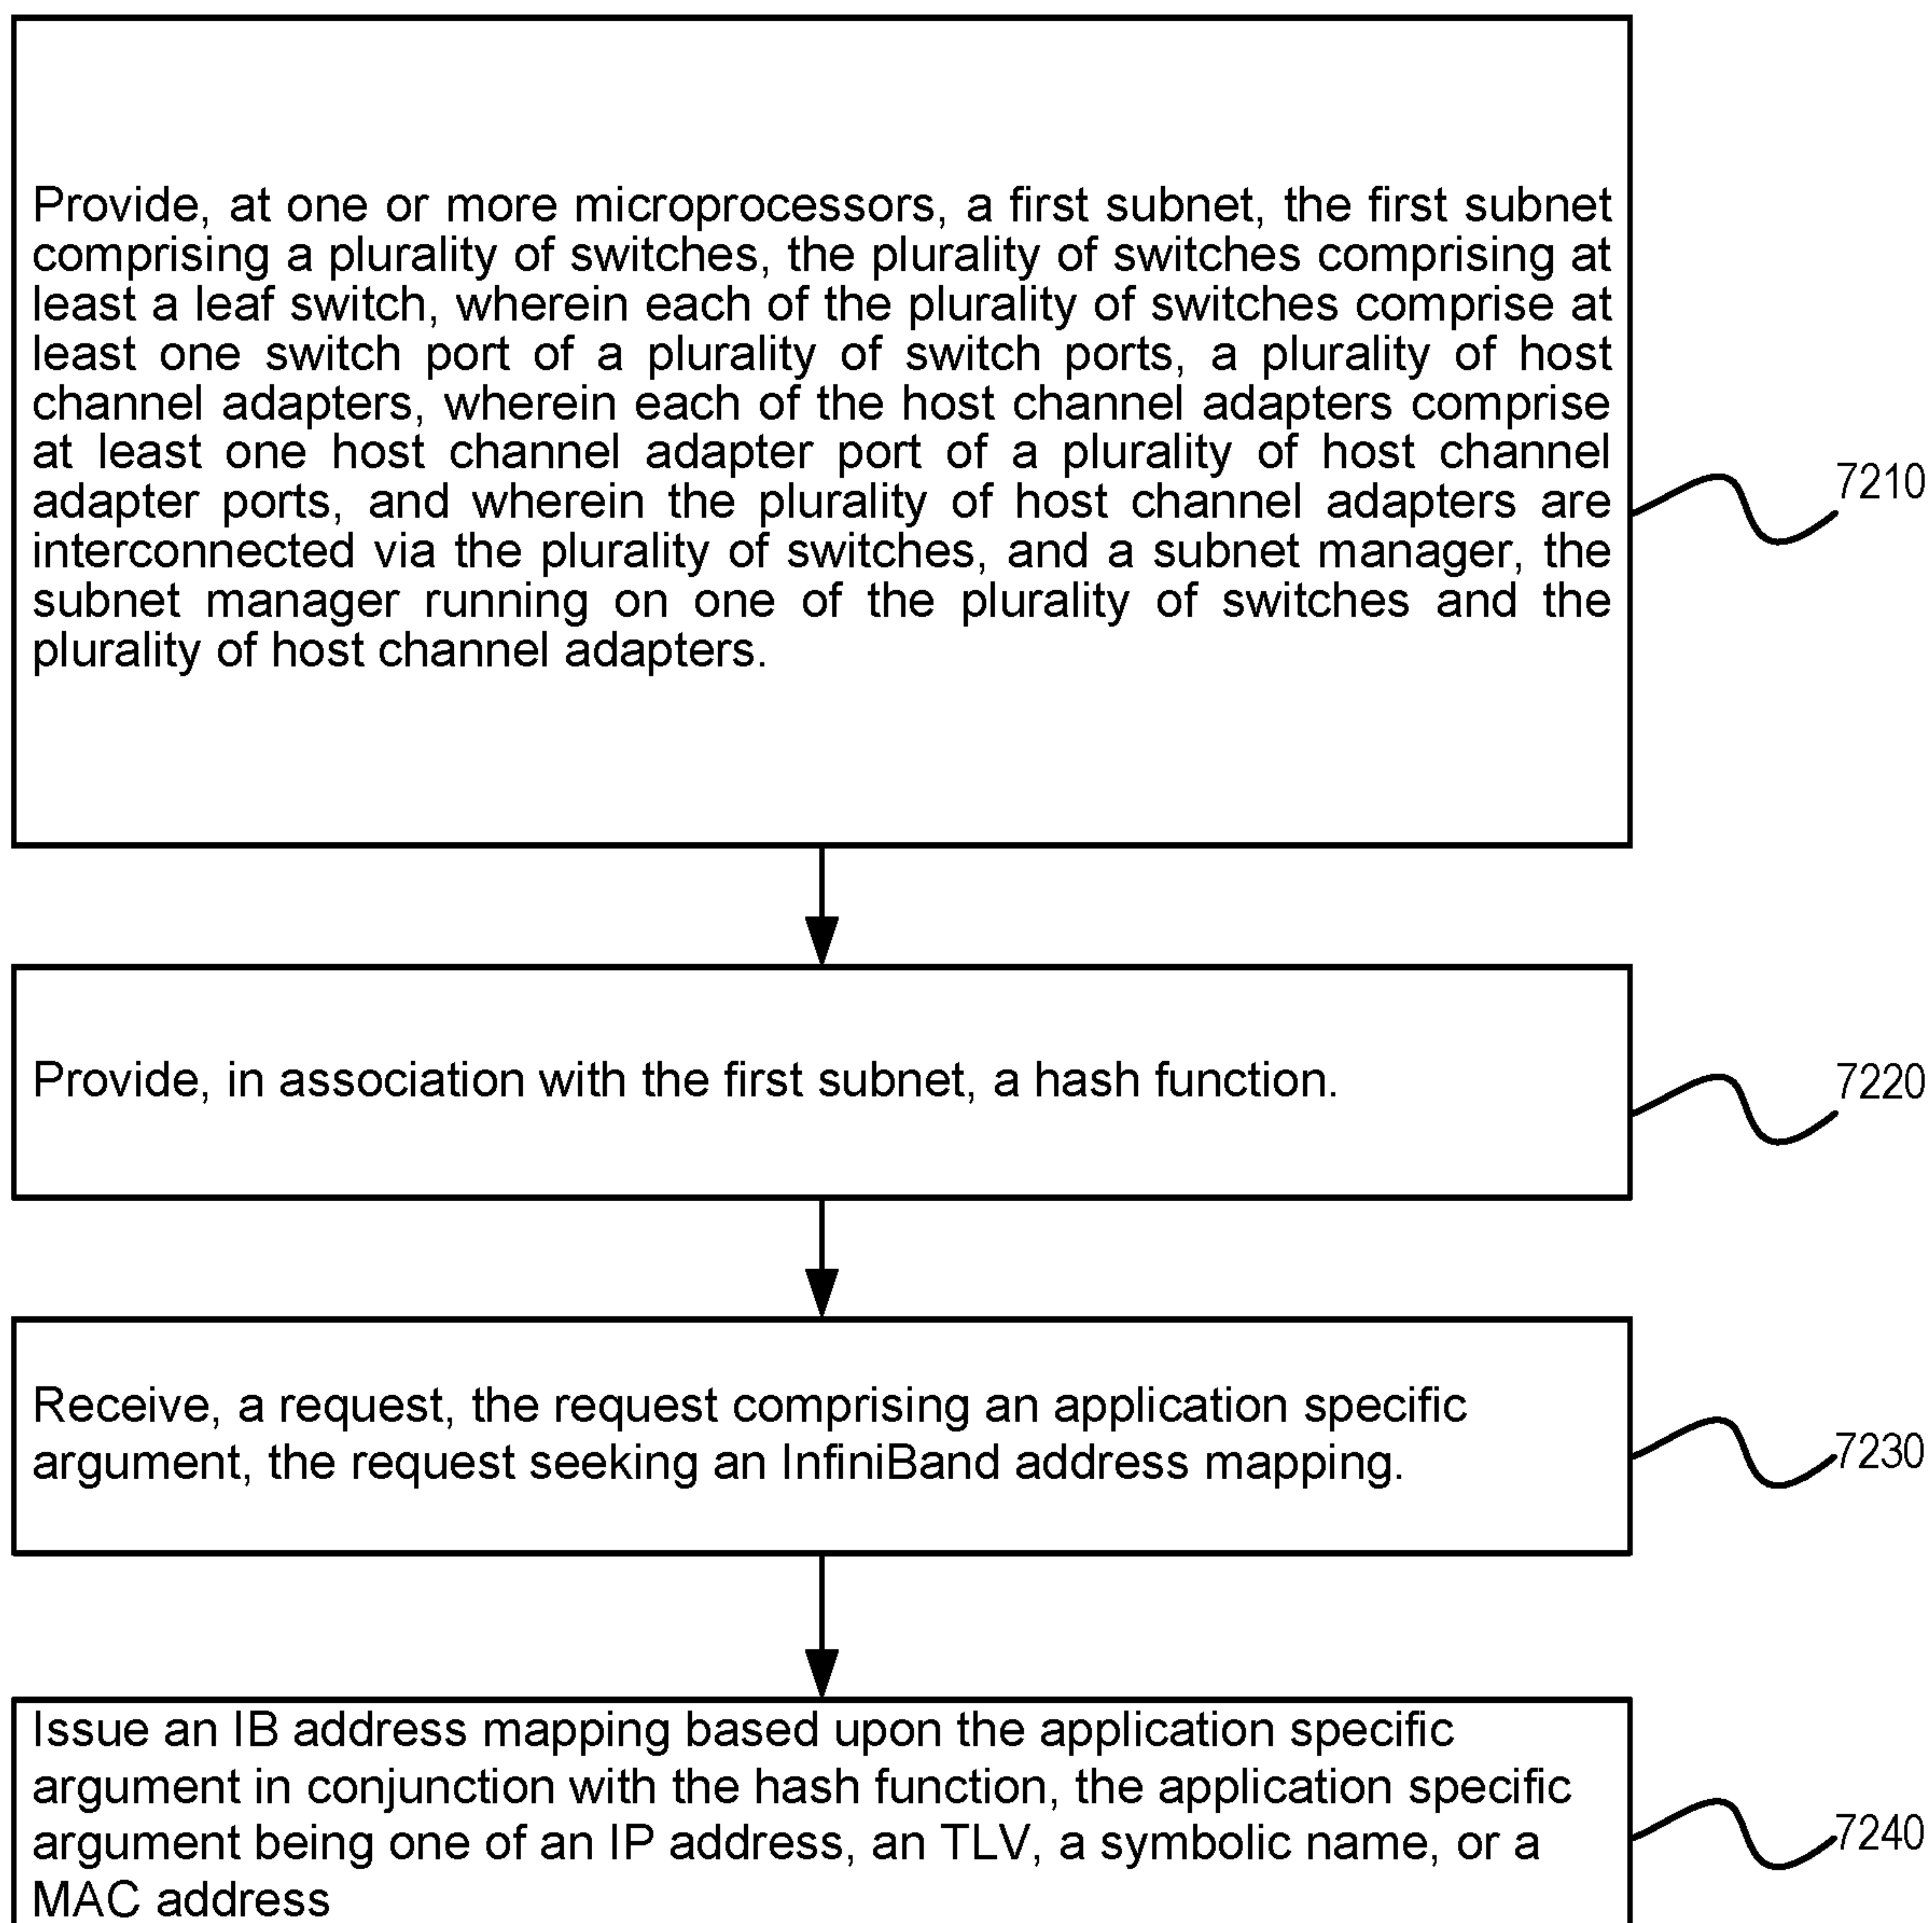 Provide, at one or more microprocessors, a first subnet, the first subnet
comprising a plurality of switches, the plurality of switches comprising at
least a leaf switch, wherein each of the plurality of switches comprise at
least one switch port of a plurality of switch ports, a plurality of host
channel adapters, wherein each of the host channel adapters comprise
at least one host channel adapter port of a plurality of host channel
adapter ports, and wherein the plurality of host channel adapters are
interconnected via the plurality of switches, and a subnet manager, the
subnet manager running on one of the plurality of switches and the
plurality of host channel adapters.
7210
Provide, in association with the first subnet, a hash function.
7220
Receive, a request, the request comprising an application specific
argument, the request seeking an InfiniBand address mapping.
7230
Issue an IB address mapping based upon the application specific
argument in conjunction with the hash function, the application specific
argument being one of an IP address, an TLV, a symbolic name, or a
MAC address
7240